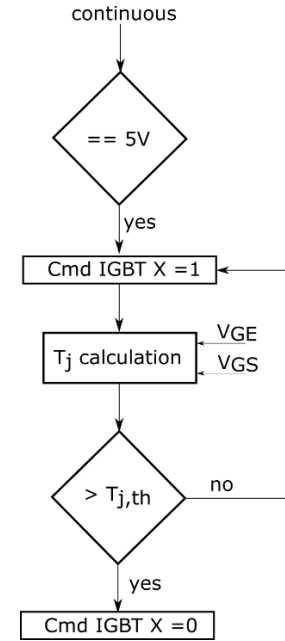 continuous
== 5V
yes
Cmd IGBT X =1
Tj calculation
VGE
VGS
> Tj,th
no
yes
Cmd IGBT X =0